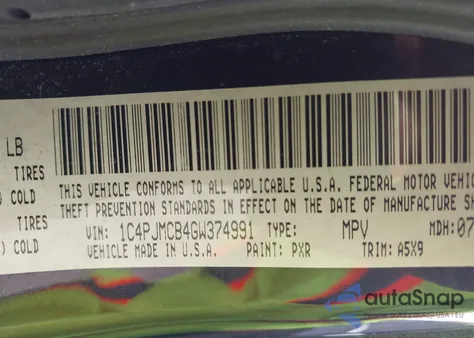 LB
TIRES
COLD
THIS VEHICLE CONFORMS TO ALL APPLICABLE U.S.A. FEDERAL MOTOR VEHIC
TIRES
THEFT PREVENTION STANDARDS IN EFFECT ON THE DATE OF MANUFACTURE SH
) COLD
VIN: 1C4PJMCB4GW374991 TYPE: MPV MDH:07
VEHICLE MADE IN U.S.A. PAINT: PXR TRIM: A5X9
autoSnap